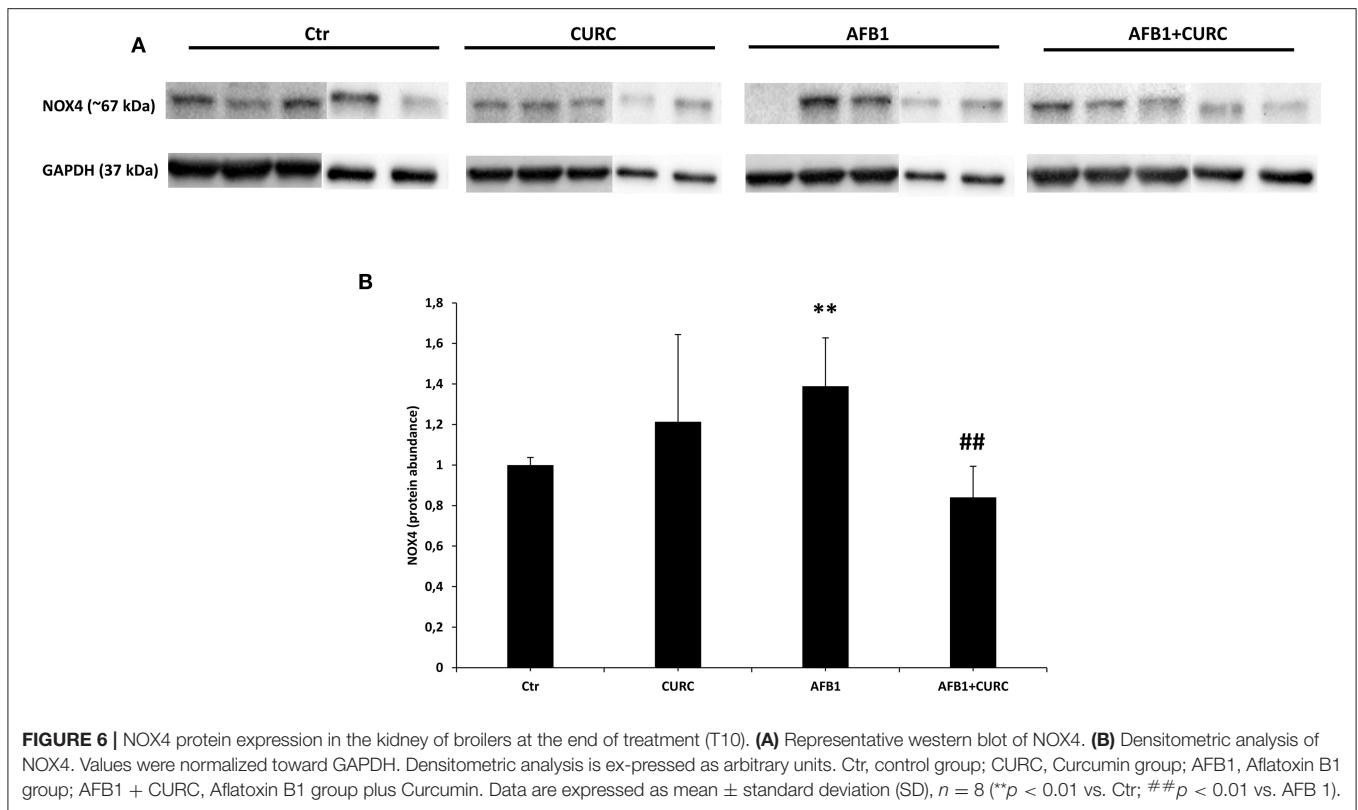 A
Ctr CURC AFB1 AFB1+CURC
NOX4 (~67 kDa)
GAPDH (37 kDa)
B
1,8
1,6
1,4
1,2
1
0,8
0,6
0,4
0,2
0
NOX4 (protein abundance)
**
##
Ctr CURC AFB1 AFB1+CURC
FIGURE 6 | NOX4 protein expression in the kidney of broilers at the end of treatment (T10). (A) Representative western blot of NOX4. (B) Densitometric analysis of
NOX4. Values were normalized toward GAPDH. Densitometric analysis is ex-pressed as arbitrary units. Ctr, control group; CURC, Curcumin group; AFB1, Aflatoxin B1
group; AFB1 + CURC, Aflatoxin B1 group plus Curcumin. Data are expressed as mean ± standard deviation (SD), n = 8 (**p < 0.01 vs. Ctr; ##p < 0.01 vs. AFB 1).